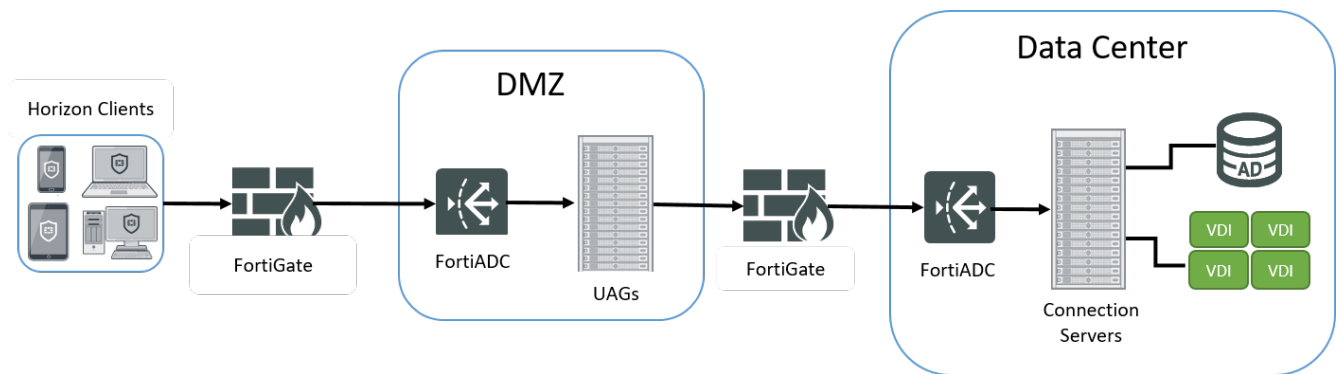 Horizon Clients
FortiGate
DMZ
FortiADC
UAGs
FortiGate
Data Center
FortiADC
Connection
Servers
AD
VDI
VDI
VDI
VDI